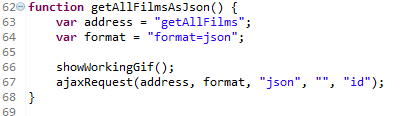 62 function getAllFilmsAsJson() {
63 var address = "getAllFilms";
64 var format = "format=json";
65
66 showWorkingGif();
67 ajaxRequest(address, format, "json", "", "id");
68 }
69